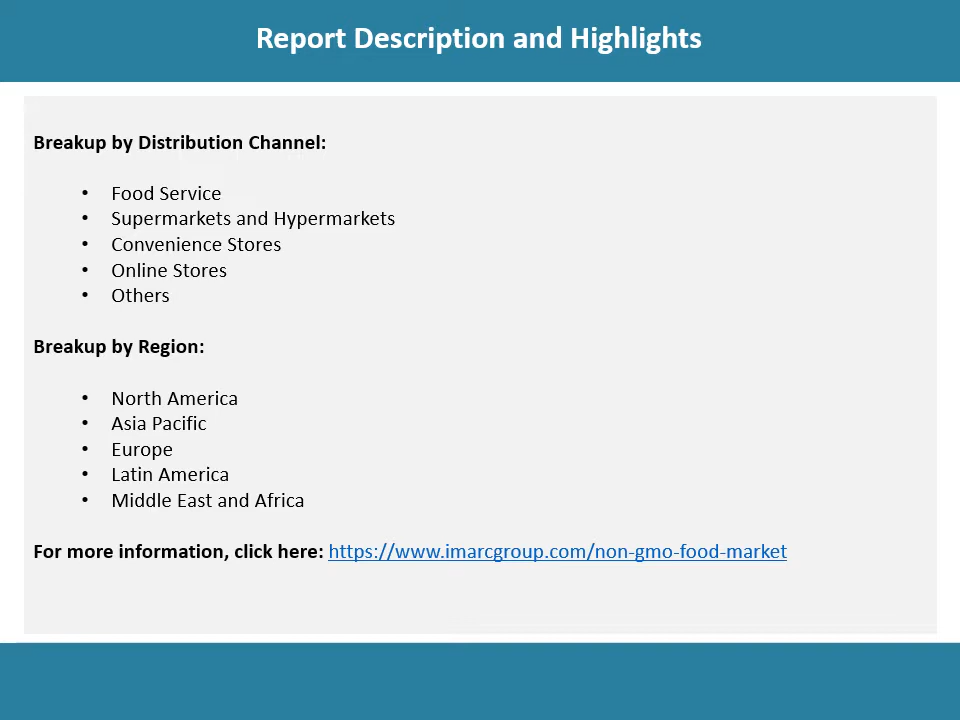 Report Description and Highlights
Breakup by Distribution Channel:
• Food Service
• Supermarkets and Hypermarkets
• Convenience Stores
• Online Stores
• Others
Breakup by Region:
• North America
• Asia Pacific
• Europe
• Latin America
• Middle East and Africa
For more information, click here: https://www.imarcgroup.com/non-gmo-food-market